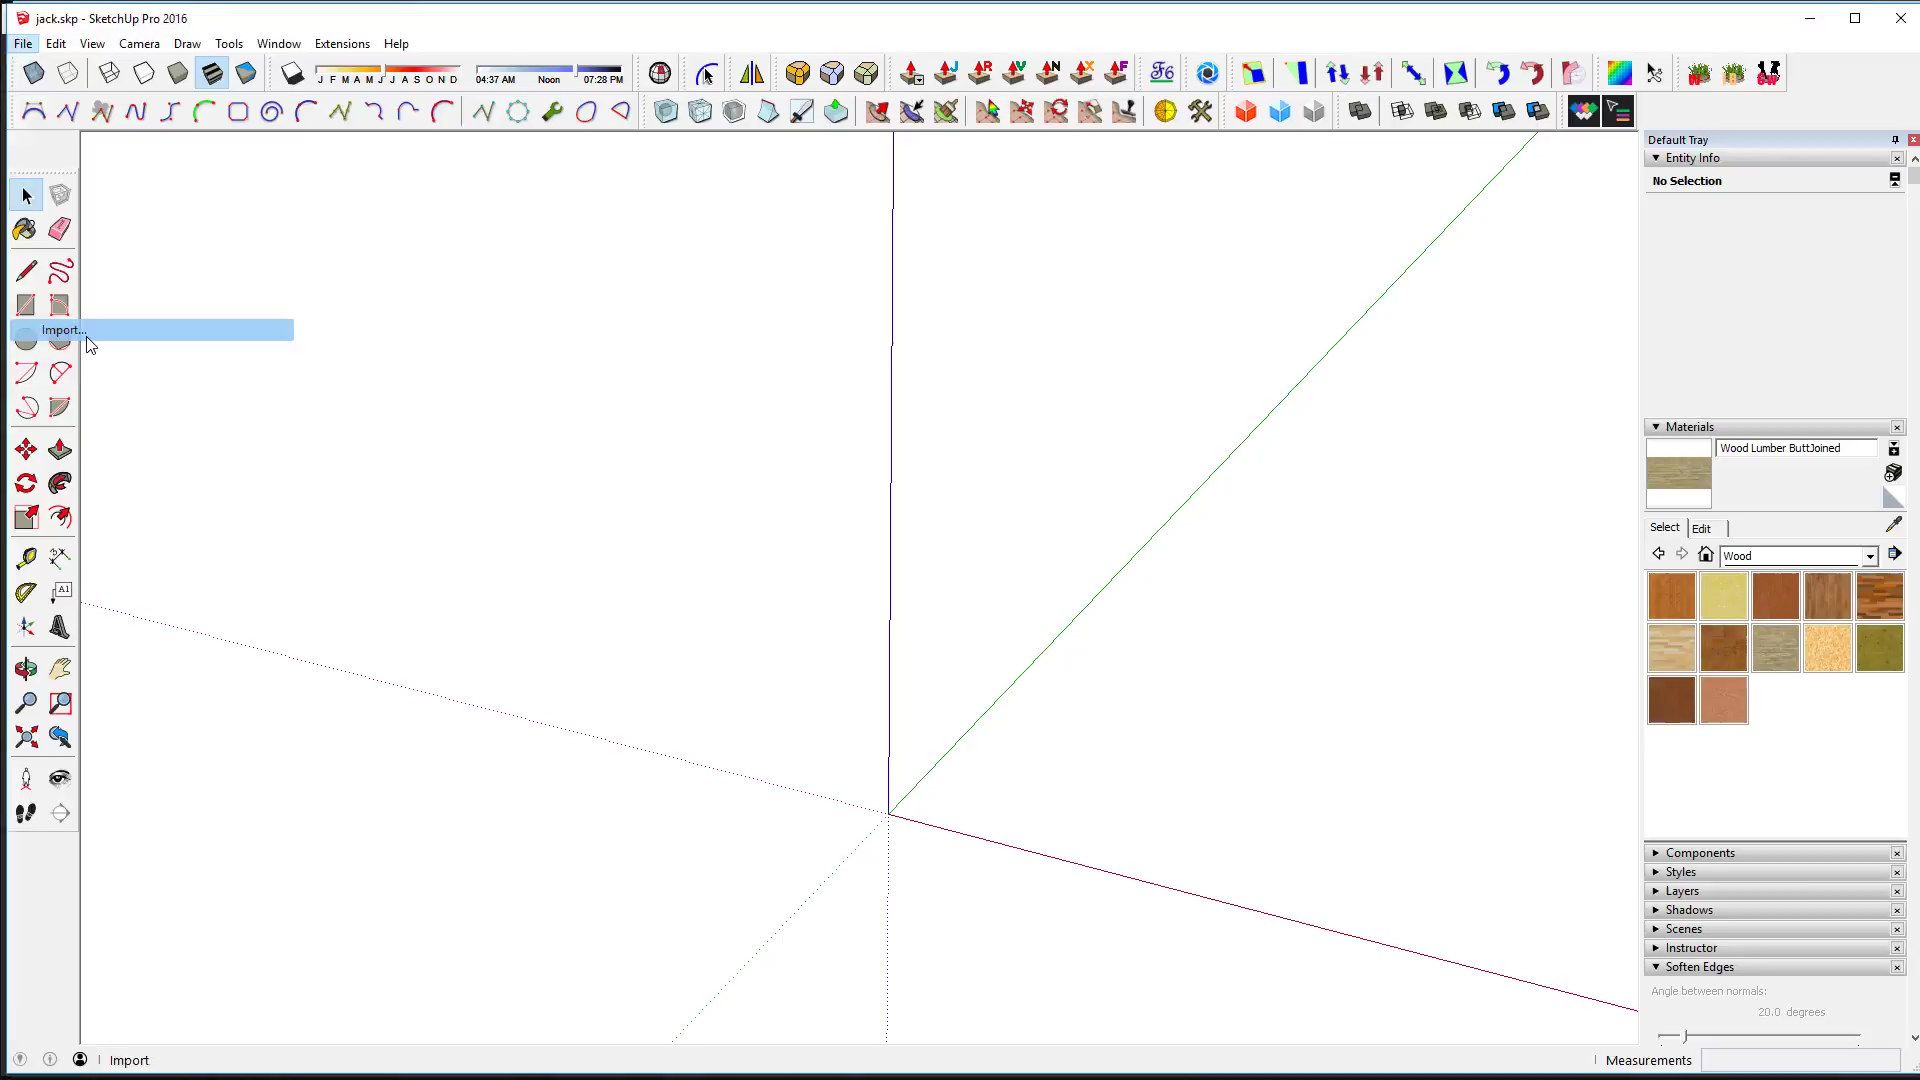 jack.skp - SketchUp Pro 2016
File Edit View Camera Draw Tools Window Extensions Help
J F M A M J J A S O N D
04:37 AM Noon 07:28 PM
J R V N X F
F6
Default Tray
Entity Info
No Selection
Import...
Materials
Wood Lumber ButtJoined
Select Edit
Wood
A1
Components
Styles
Layers
Shadows
Scenes
Instructor
Soften Edges
Angle between normals:
20.0 degrees
Import
Measurements